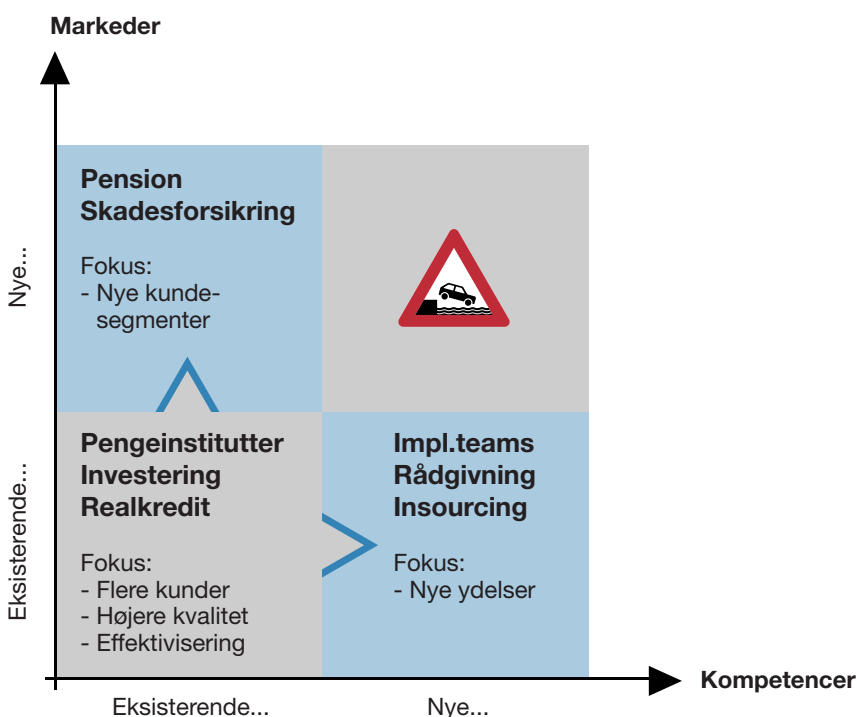 Markeder
Nye...
Pension
Skadesforsikring
Fokus:
- Nye kunde-
segmenter
Eksisterende...
Pengeinstitutter
Investering
Realkredit
Fokus:
- Flere kunder
- Højere kvalitet
- Effektivisering
Impl.teams
Rådgivning
Insourcing
Fokus:
- Nye ydelser
Kompetencer
Eksisterende...
Nye...